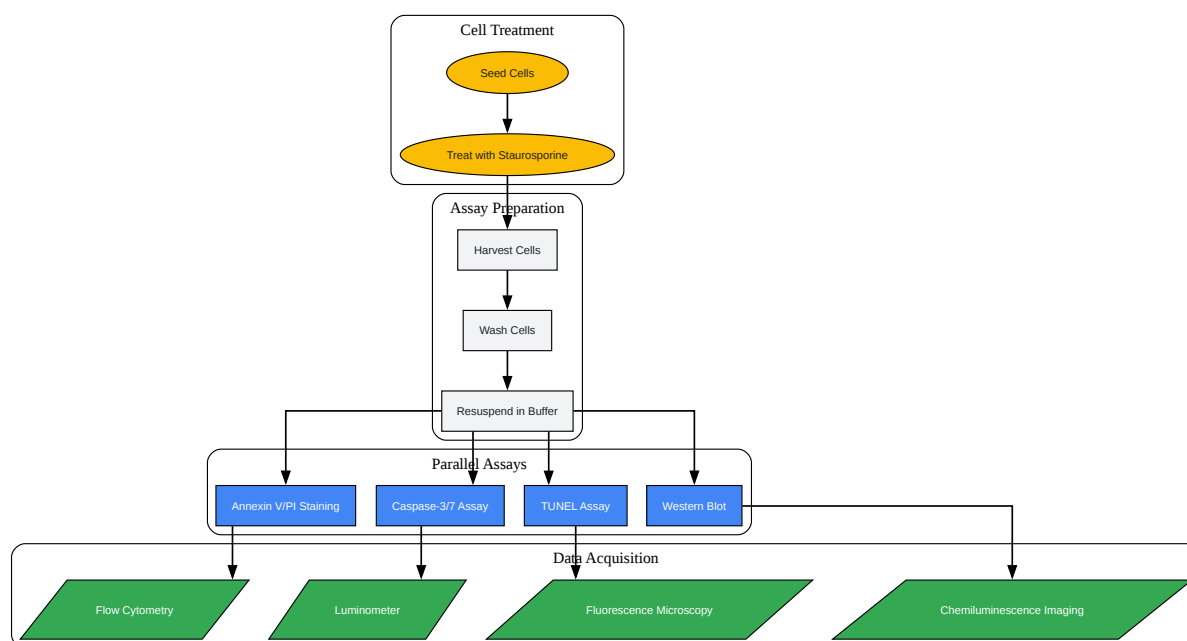 Cell Treatment
Seed Cells
Treat with Staurosporine
Assay Preparation
Harvest Cells
Wash Cells
Resuspend in Buffer
Parallel Assays
Annexin V/PI Staining
Caspase-3/7 Assay
TUNEL Assay
Western Blot
Data Acquisition
Flow Cytometry
Luminometer
Fluorescence Microscopy
Chemiluminescence Imaging